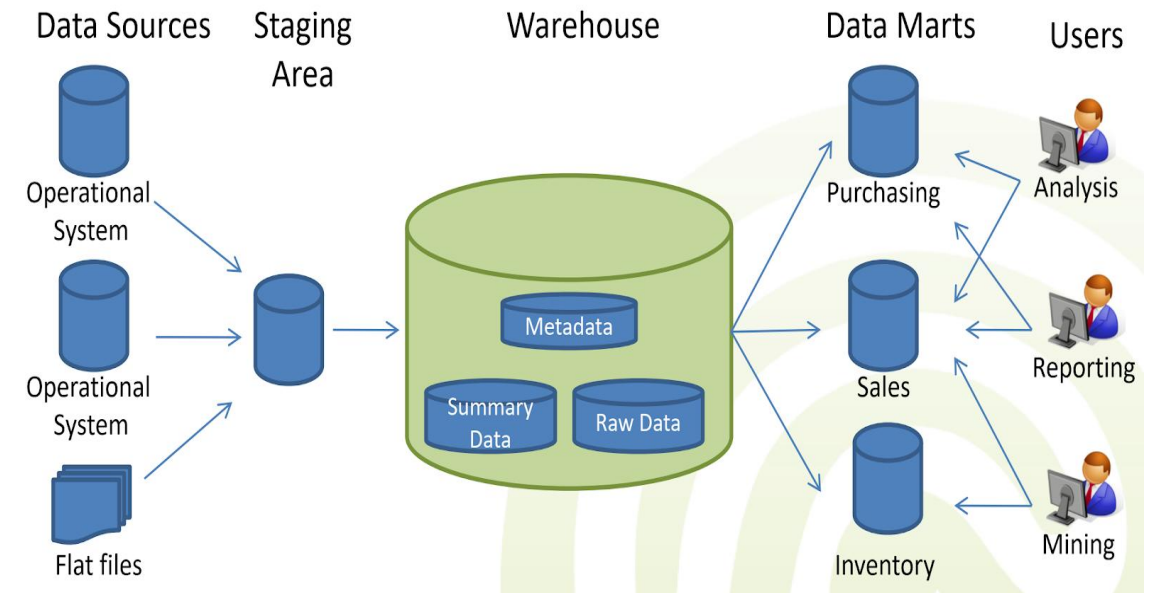 Data Sources
Staging
Area
Warehouse
Data Marts
Users
Operational
System
Operational
System
Flat files
Metadata
Summary
Data
Raw Data
Purchasing
Sales
Inventory
Analysis
Reporting
Mining